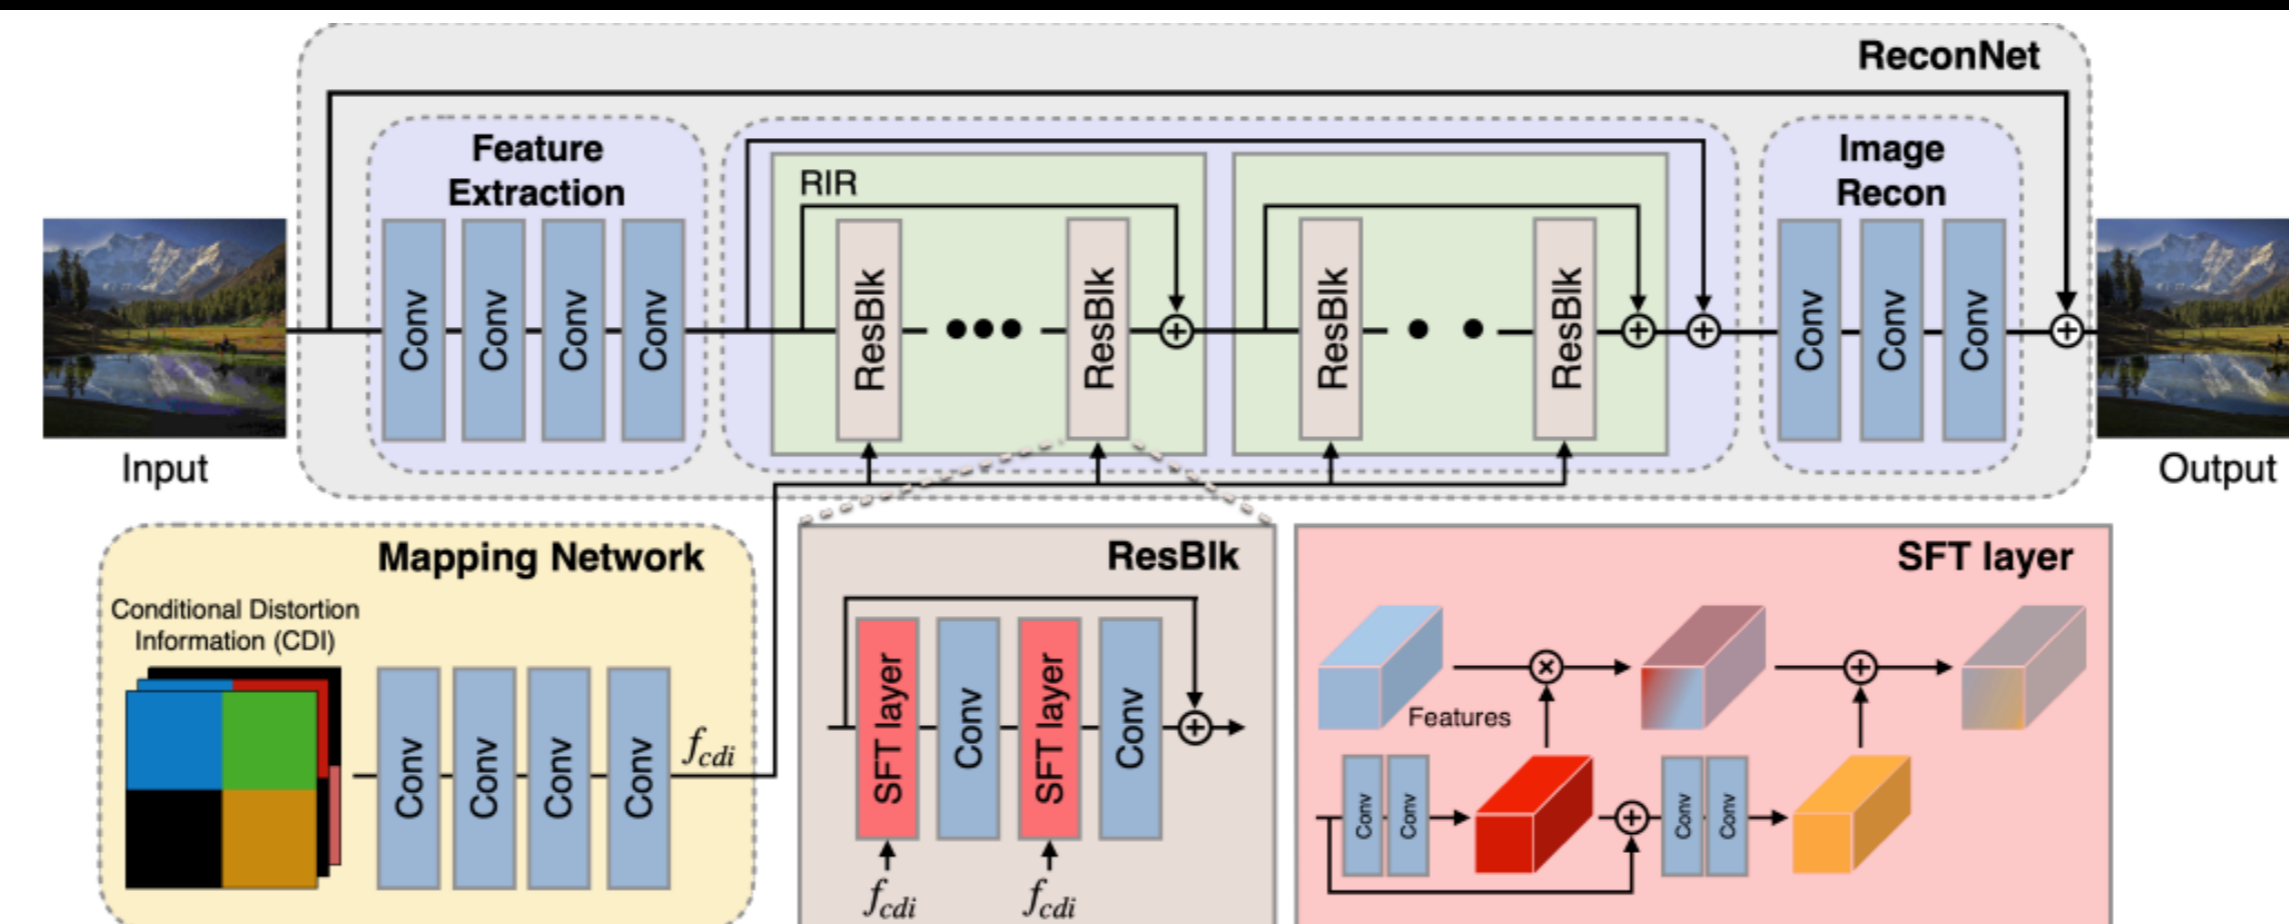 ReconNet
Feature
Extraction
Image
Recon
RIR
Conv
Conv
Conv
Conv
ResBlk
ResBlk
ResBlk
ResBlk
Conv
Conv
Conv
Input
Output
Mapping Network
Conditional Distortion
Information (CDI)
Conv
Conv
Conv
Conv
f_cdi
ResBlk
SFT layer
Conv
SFT layer
Conv
f_cdi
f_cdi
SFT layer
Features
Conv
Conv
Conv
Conv